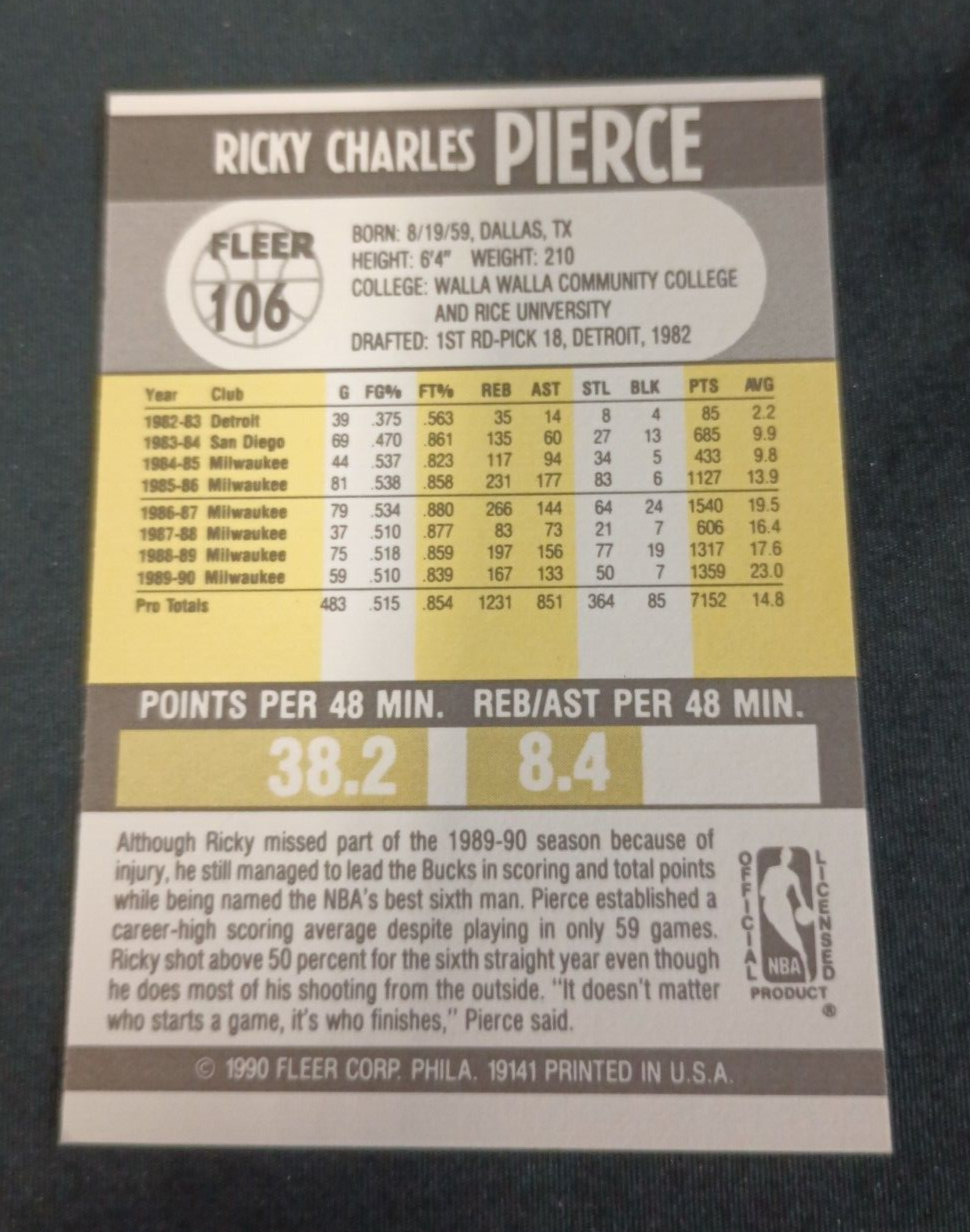 RICKY CHARLES PIERCE
FLEER
106
BORN: 8/19/59, DALLAS, TX
HEIGHT: 6'4" WEIGHT: 210
COLLEGE: WALLA WALLA COMMUNITY COLLEGE
AND RICE UNIVERSITY
DRAFTED: 1ST RD-PICK 18, DETROIT, 1982
Year Club G FG% FT% REB AST STL BLK PTS AVG
1982-83 Detroit 39 .375 .563 35 14 8 4 85 2.2
1983-84 San Diego 69 .470 .861 135 60 27 13 685 9.9
1984-85 Milwaukee 44 .537 .823 117 94 34 5 433 9.8
1985-86 Milwaukee 81 .538 .858 231 177 83 6 1127 13.9
1986-87 Milwaukee 79 .534 .880 266 144 64 24 1540 19.5
1987-88 Milwaukee 37 .510 .877 83 73 21 7 606 16.4
1988-89 Milwaukee 75 .518 .859 197 156 77 19 1317 17.6
1989-90 Milwaukee 59 .510 .839 167 133 50 7 1359 23.0
Pro Totals 483 .515 .854 1231 851 364 85 7152 14.8
POINTS PER 48 MIN. REB/AST PER 48 MIN.
38.2 8.4
Although Ricky missed part of the 1989-90 season because of
injury, he still managed to lead the Bucks in scoring and total points
while being named the NBA's best sixth man. Pierce established a
career-high scoring average despite playing in only 59 games.
Ricky shot above 50 percent for the sixth straight year even though
he does most of his shooting from the outside. "It doesn't matter
who starts a game, it's who finishes," Pierce said.
OFFICIAL
LICENSED
NBA
PRODUCT
®
© 1990 FLEER CORP. PHILA. 19141 PRINTED IN U.S.A.